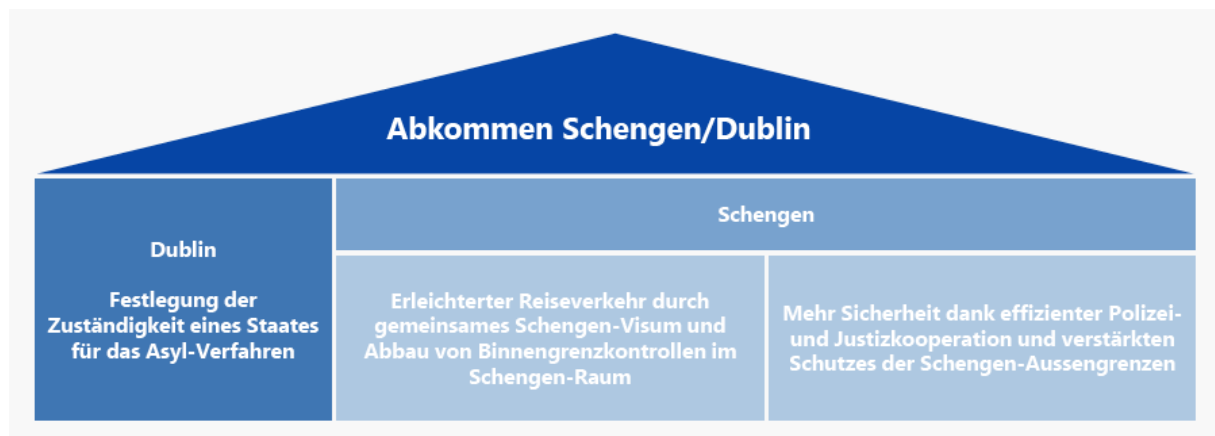 Abkommen Schengen/Dublin
Dublin
Festlegung der
Zuständigkeit eines Staates
für das Asyl-Verfahren
Schengen
Erleichterter Reiseverkehr durch
gemeinsames Schengen-Visum und
Abbau von Binnengrenzkontrollen im
Schengen-Raum
Mehr Sicherheit dank effizienter Polizei-
und Justizkooperation und verstärkten
Schutzes der Schengen-Aussengrenzen